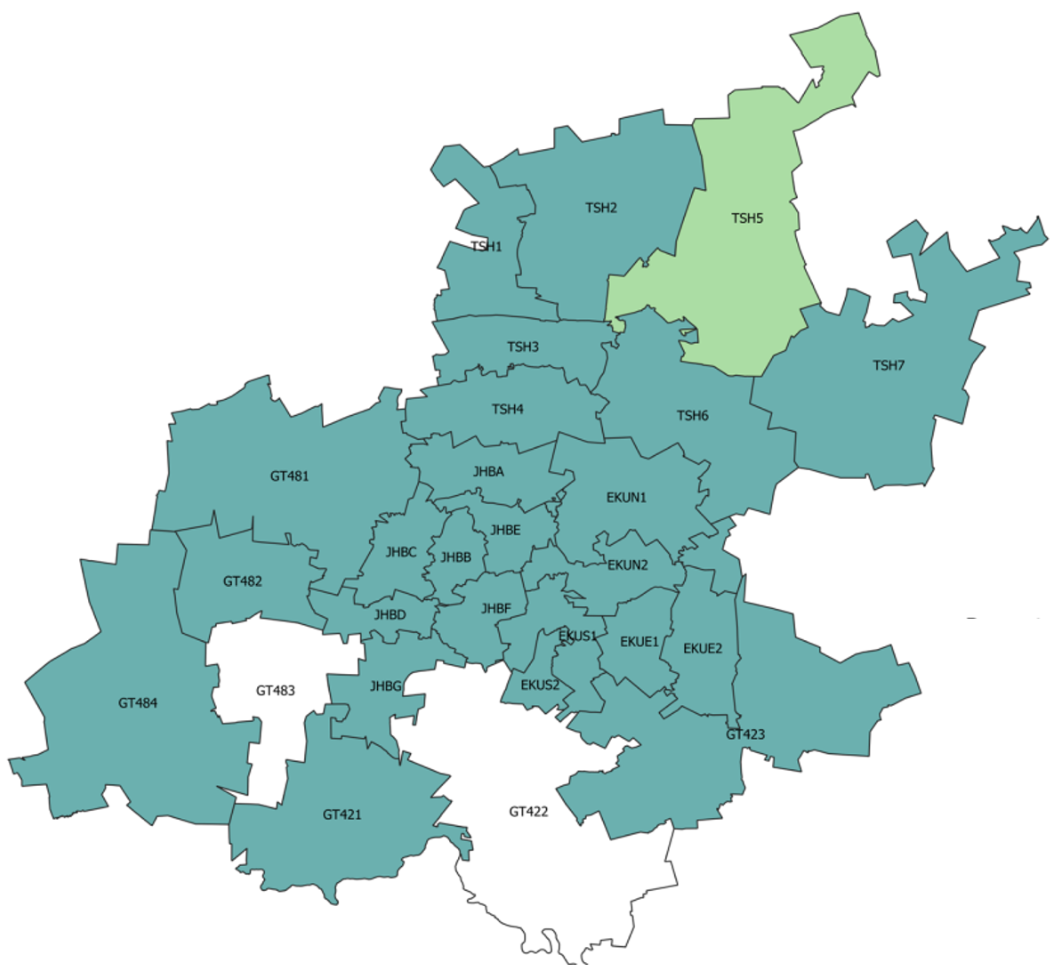 TSH2
TSH5
TSH1
TSH3
TSH7
TSH4
TSH6
JHBA
GT481
EKUN1
JHBE
JHBC
JHBB
EKUN2
GT482
JHBF
JHBD
EKUS1
EKUE1
EKUE2
JHBG
EKUS2
GT483
GT484
GT423
GT422
GT421